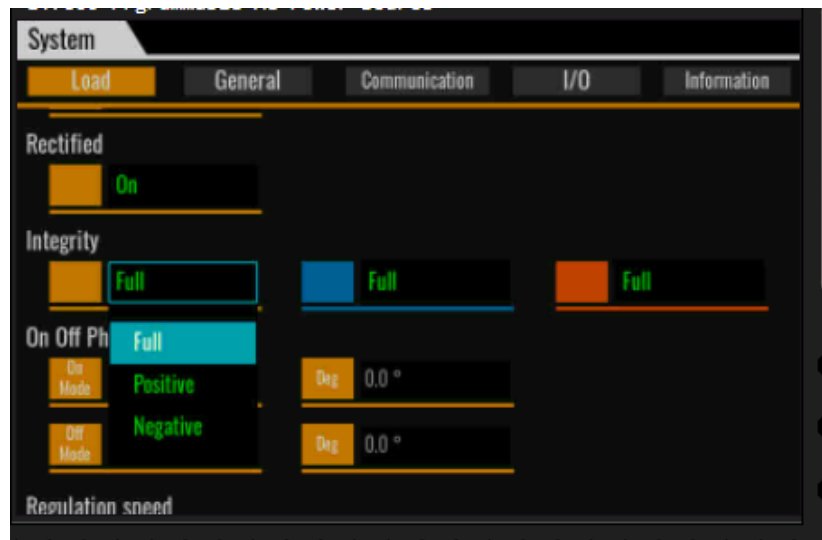 System
Load General Communication I/O Information
Rectified
On
Integrity
Full Full Full
On Off Ph
Full
Positive
Negative
On Mode Deg 0.0 °
Off Mode Deg 0.0 °
Regulation speed